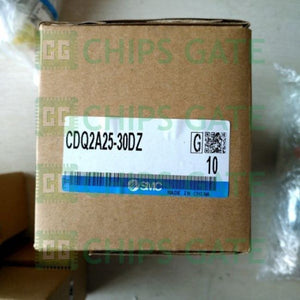 CHIPS GATE
CHIPS GATE
CDQ2A25-30DZ
G
10
SMC
MADE IN CHINA
CHIPS GATE
CHIPS GATE